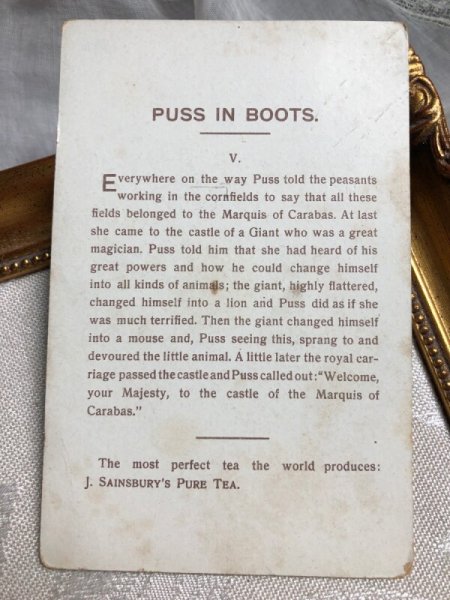 PUSS IN BOOTS.
V.
Everywhere on the way Puss told the peasants
working in the cornfields to say that all these
fields belonged to the Marquis of Carabas. At last
she came to the castle of a Giant who was a great
magician. Puss told him that she had heard of his
great powers and how he could change himself
into all kinds of animals; the giant, highly flattered,
changed himself into a lion and Puss did as if she
was much terrified. Then the giant changed himself
into a mouse and, Puss seeing this, sprang to and
devoured the little animal. A little later the royal car-
riage passed the castle and Puss called out: "Welcome,
your Majesty, to the castle of the Marquis of
Carabas."
The most perfect tea the world produces:
J. SAINSBURY'S PURE TEA.